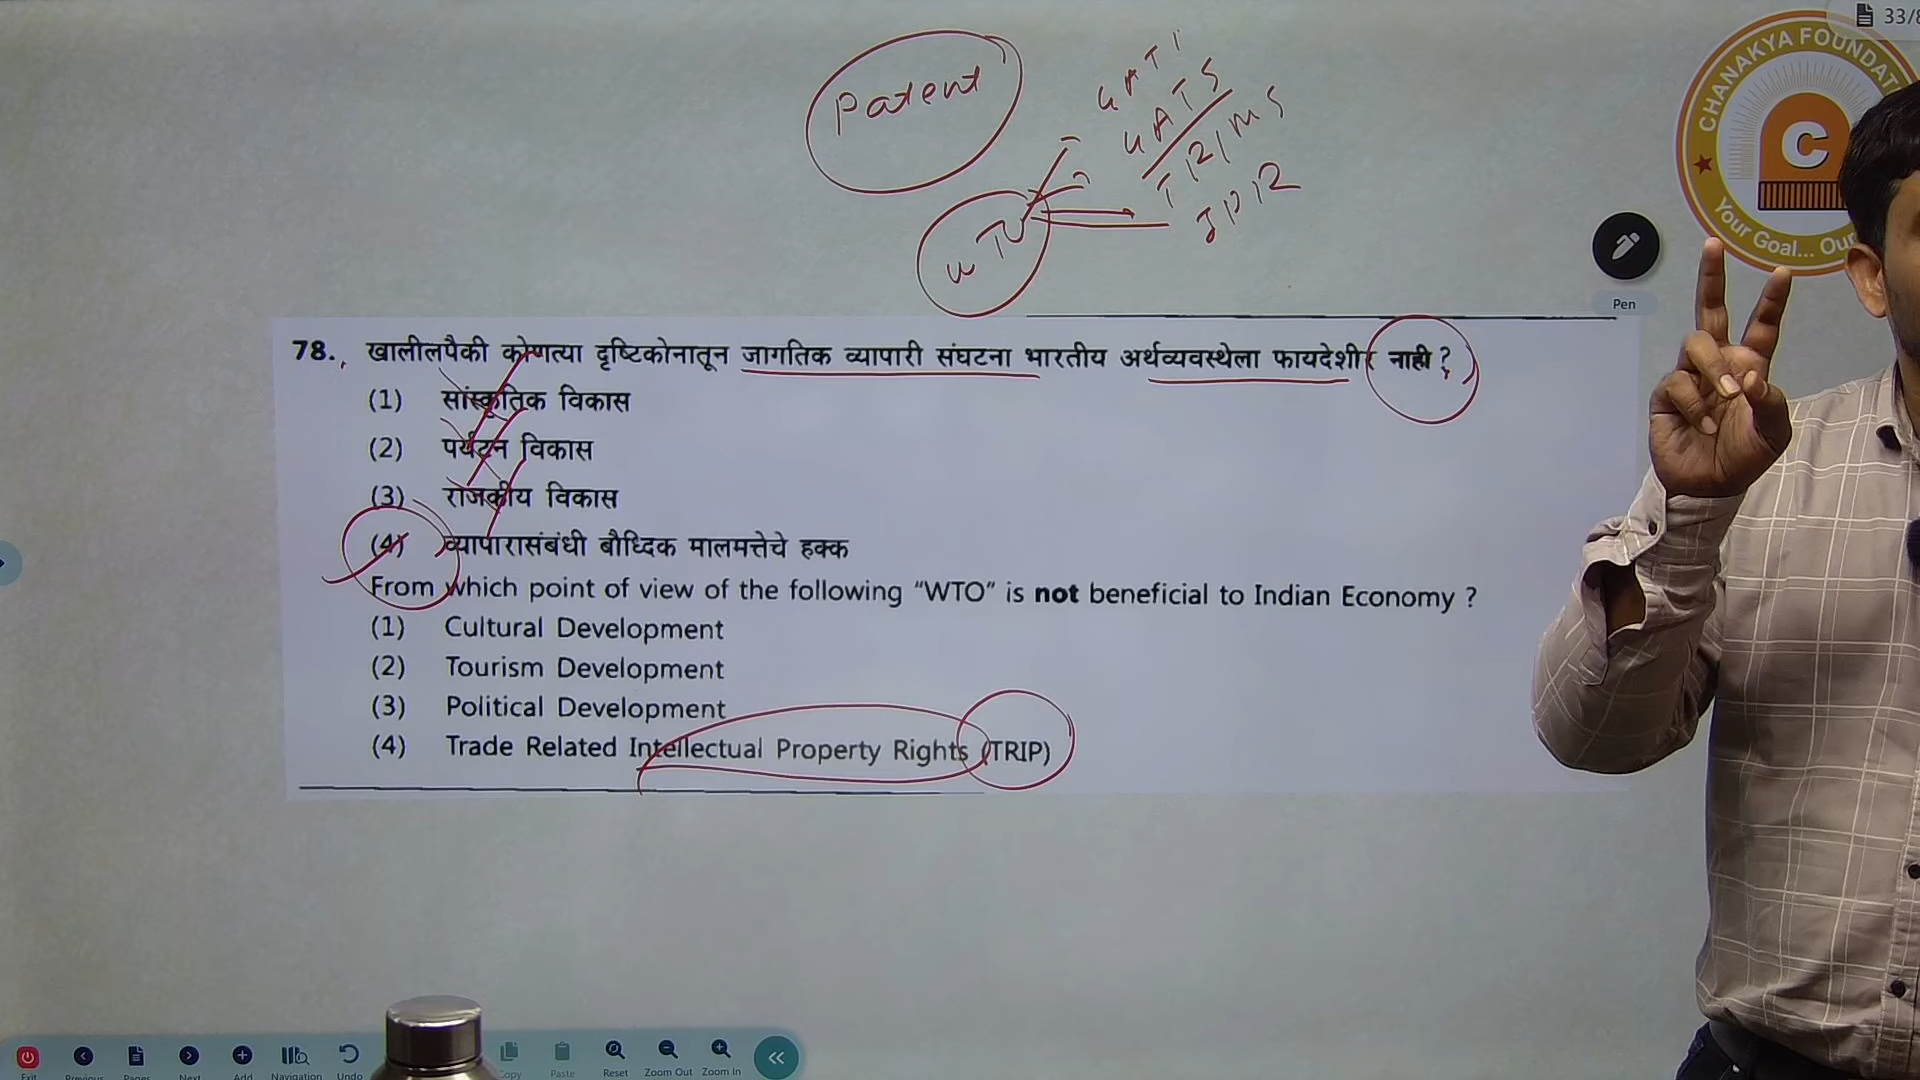 33/8
CHANAKYA FOUNDAT
Your Goal... Our
C
Patent
GATT
GATS
TRIMS
IPR
WTO
Pen
78. खालीलपैकी कोणत्या दृष्टिकोनातून जागतिक व्यापारी संघटना भारतीय अर्थव्यवस्थेला फायदेशीर नाही ?
(1) सांस्कृतिक विकास
(2) पर्यटन विकास
(3) राजकीय विकास
(4) व्यापारासंबंधी बौध्दिक मालमत्तेचे हक्क
From which point of view of the following “WTO” is not beneficial to Indian Economy ?
(1) Cultural Development
(2) Tourism Development
(3) Political Development
(4) Trade Related Intellectual Property Rights (TRIP)
Exit Previous Pages Next Add Navigation Undo Copy Paste Reset Zoom Out Zoom In